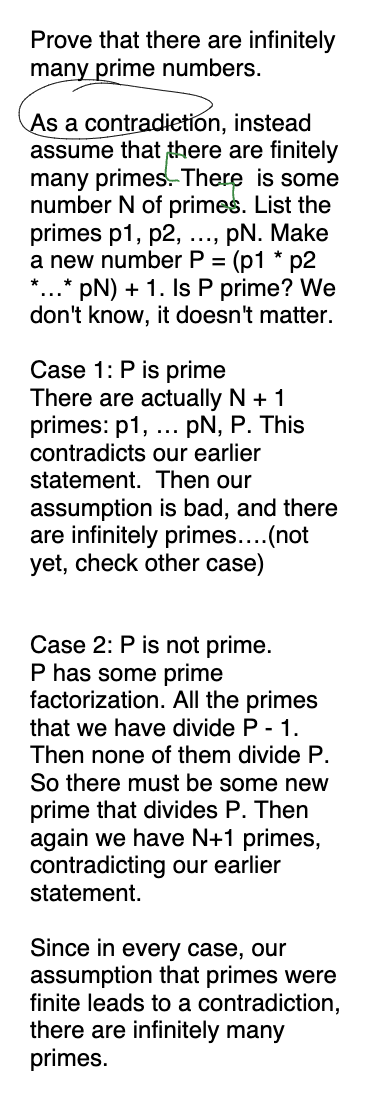 Prove that there are infinitely
many prime numbers.
As a contradiction, instead
assume that there are finitely
many primes. There  is some
number N of primes. List the
primes p1, p2, …, pN. Make
a new number P = (p1 * p2
*…* pN) + 1. Is P prime? We
don't know, it doesn't matter.
Case 1: P is prime
There are actually N + 1
primes: p1, … pN, P. This
contradicts our earlier
statement.  Then our
assumption is bad, and there
are infinitely primes….(not
yet, check other case)
Case 2: P is not prime.
P has some prime
factorization. All the primes
that we have divide P - 1.
Then none of them divide P.
So there must be some new
prime that divides P. Then
again we have N+1 primes,
contradicting our earlier
statement.
Since in every case, our
assumption that primes were
finite leads to a contradiction,
there are infinitely many
primes.